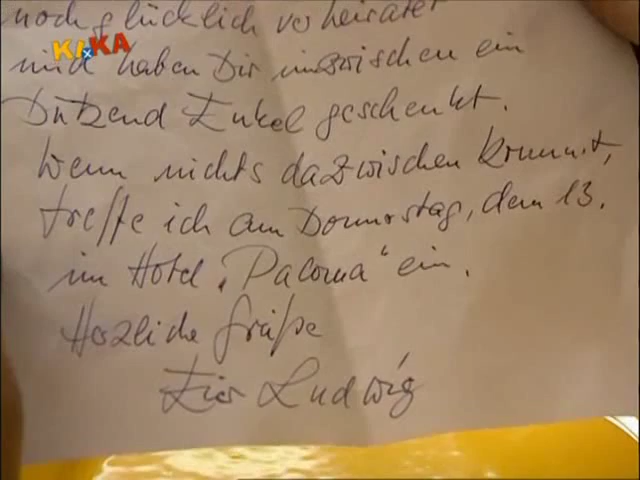 KiKA
noch glücklich verheiratet
und haben Dir inzwischen ein
Dutzend Enkel geschenkt.
Wenn nichts dazwischen kommt,
treffe ich am Donnerstag, dem 13.
im Hotel „Paloma“ ein.
Herzliche Grüße
Ludwig